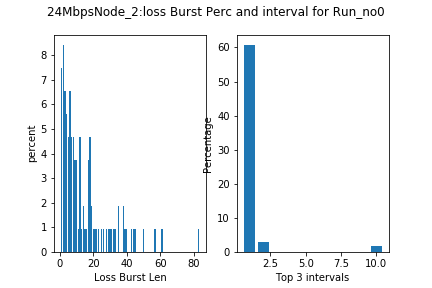 24MbpsNode_2:loss Burst Perc and interval for Run_no0
percent
8
7
6
5
4
3
2
1
0
0 20 40 60 80
Loss Burst Len
Percentage
60
50
40
30
20
10
0
2.5 5.0 7.5 10.0
Top 3 intervals